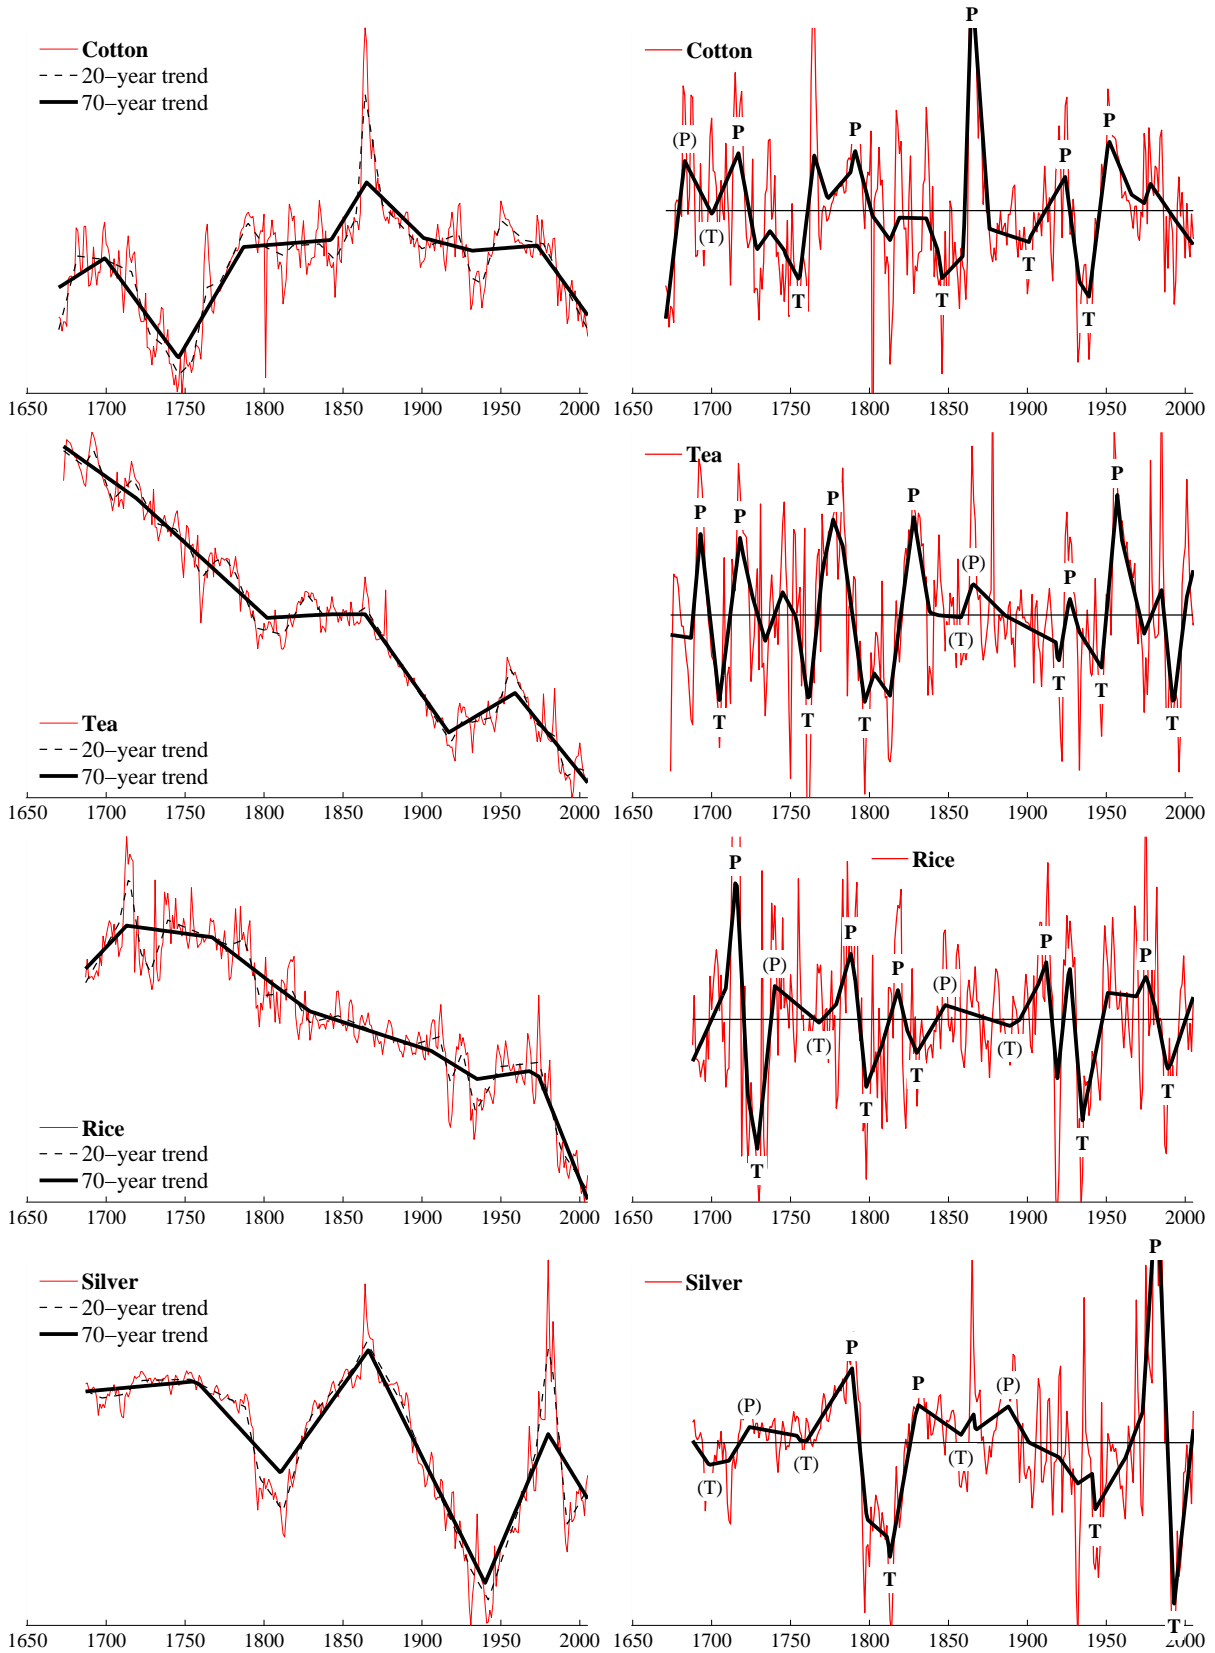 Cotton
20−year trend
70−year trend
1650 1700 1750 1800 1850 1900 1950 2000
P
Cotton
(P) P P P P
(T) T T T T
1650 1700 1750 1800 1850 1900 1950 2000
Tea
20−year trend
70−year trend
1650 1700 1750 1800 1850 1900 1950 2000
Tea
P P P P (P) P P
T T T (T) T T T
1650 1700 1750 1800 1850 1900 1950 2000
Rice
20−year trend
70−year trend
1650 1700 1750 1800 1850 1900 1950 2000
Rice
P (P) P P (P) P P
T (T) T T (T) T T
1650 1700 1750 1800 1850 1900 1950 2000
Silver
20−year trend
70−year trend
1650 1700 1750 1800 1850 1900 1950 2000
P
Silver
(P) P P (P)
(T) (T) T (T) T T
1650 1700 1750 1800 1850 1900 1950 2000